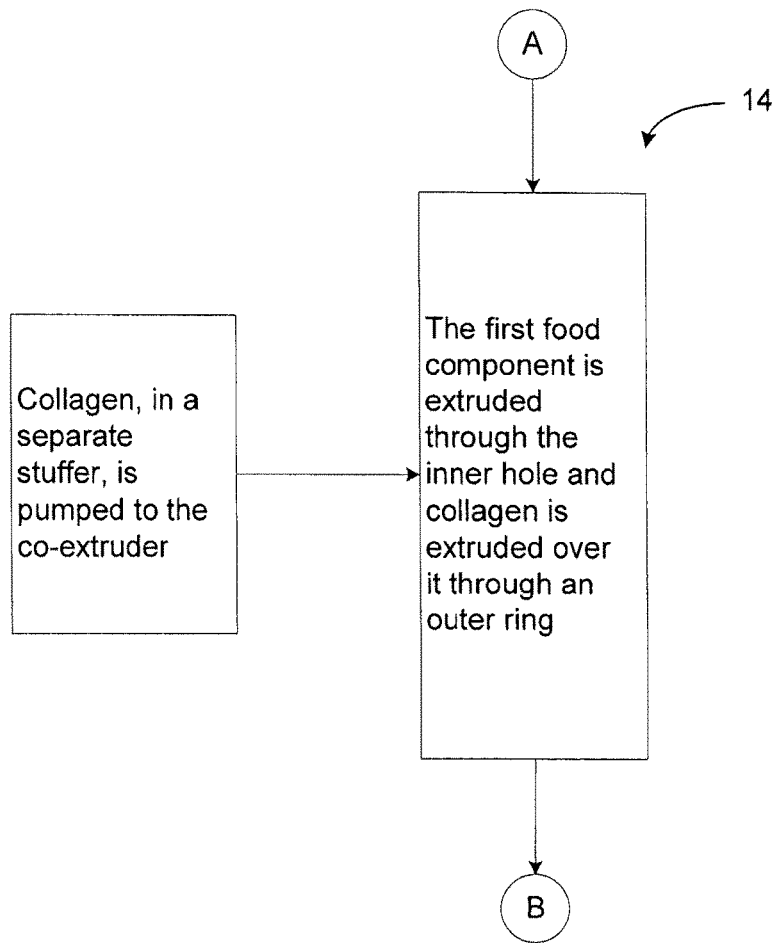 A
14
Collagen, in a
separate
stuffer, is
pumped to the
co-extruder
The first food
component is
extruded
through the
inner hole and
collagen is
extruded over
it through an
outer ring
B